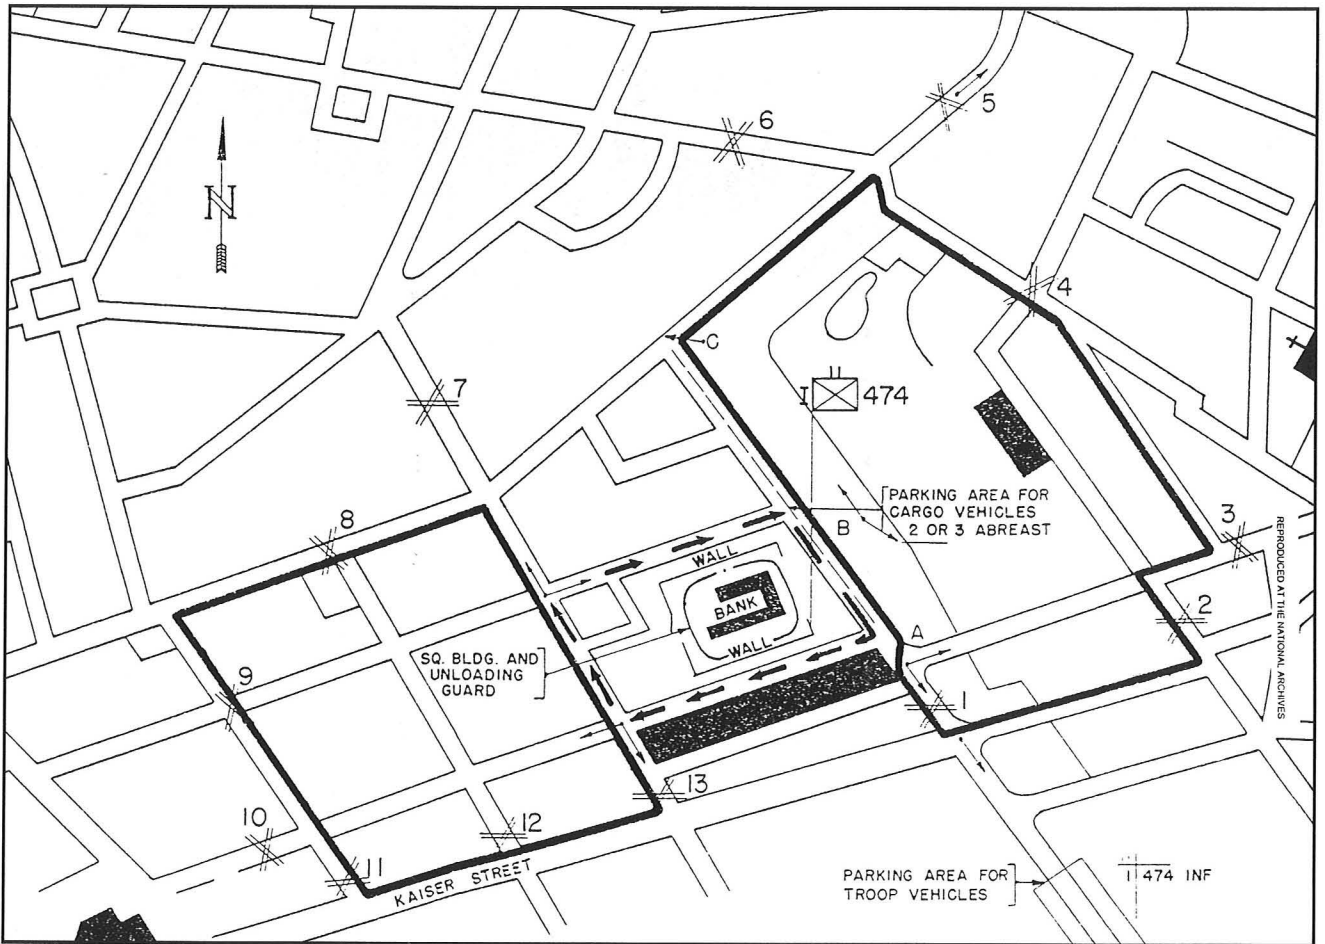 6
5
N
4
C
7
I 474
PARKING AREA FOR
CARGO VEHICLES
2 OR 3 ABREAST
B
3
8
WALL
BANK
2
WALL
A
SQ. BLDG. AND
UNLOADING
GUARD
9
1
13
10
12
11
KAISER STREET
PARKING AREA FOR
TROOP VEHICLES
1 474 INF
REPRODUCED AT THE NATIONAL ARCHIVES